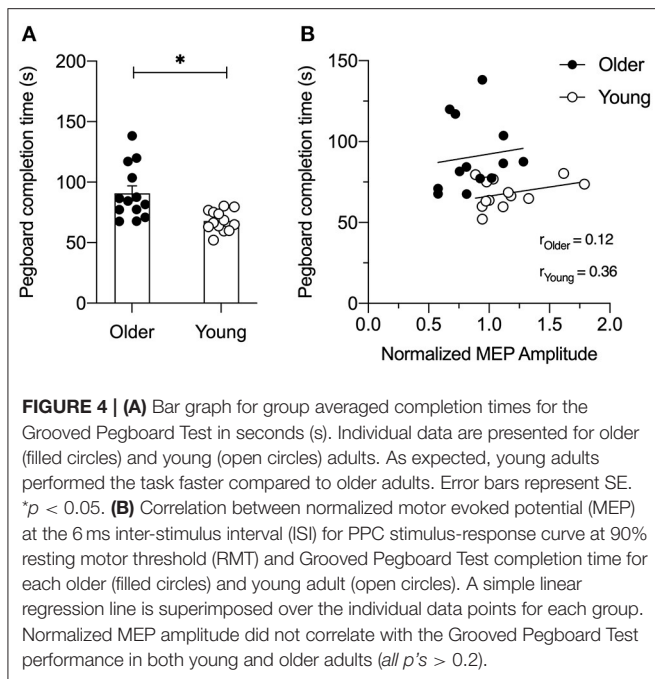 A
B
Pegboard completion time (s)
200
150
100
50
0
*
Older
Young
Pegboard completion time (s)
150
100
50
0
Older
Young
rOlder = 0.12
rYoung = 0.36
0.0
0.5
1.0
1.5
2.0
Normalized MEP Amplitude
FIGURE 4 | (A) Bar graph for group averaged completion times for the
Grooved Pegboard Test in seconds (s). Individual data are presented for older
(filled circles) and young (open circles) adults. As expected, young adults
performed the task faster compared to older adults. Error bars represent SE.
*p < 0.05. (B) Correlation between normalized motor evoked potential (MEP)
at the 6 ms inter-stimulus interval (ISI) for PPC stimulus-response curve at 90%
resting motor threshold (RMT) and Grooved Pegboard Test completion time for
each older (filled circles) and young adult (open circles). A simple linear
regression line is superimposed over the individual data points for each group.
Normalized MEP amplitude did not correlate with the Grooved Pegboard Test
performance in both young and older adults (all p's > 0.2).